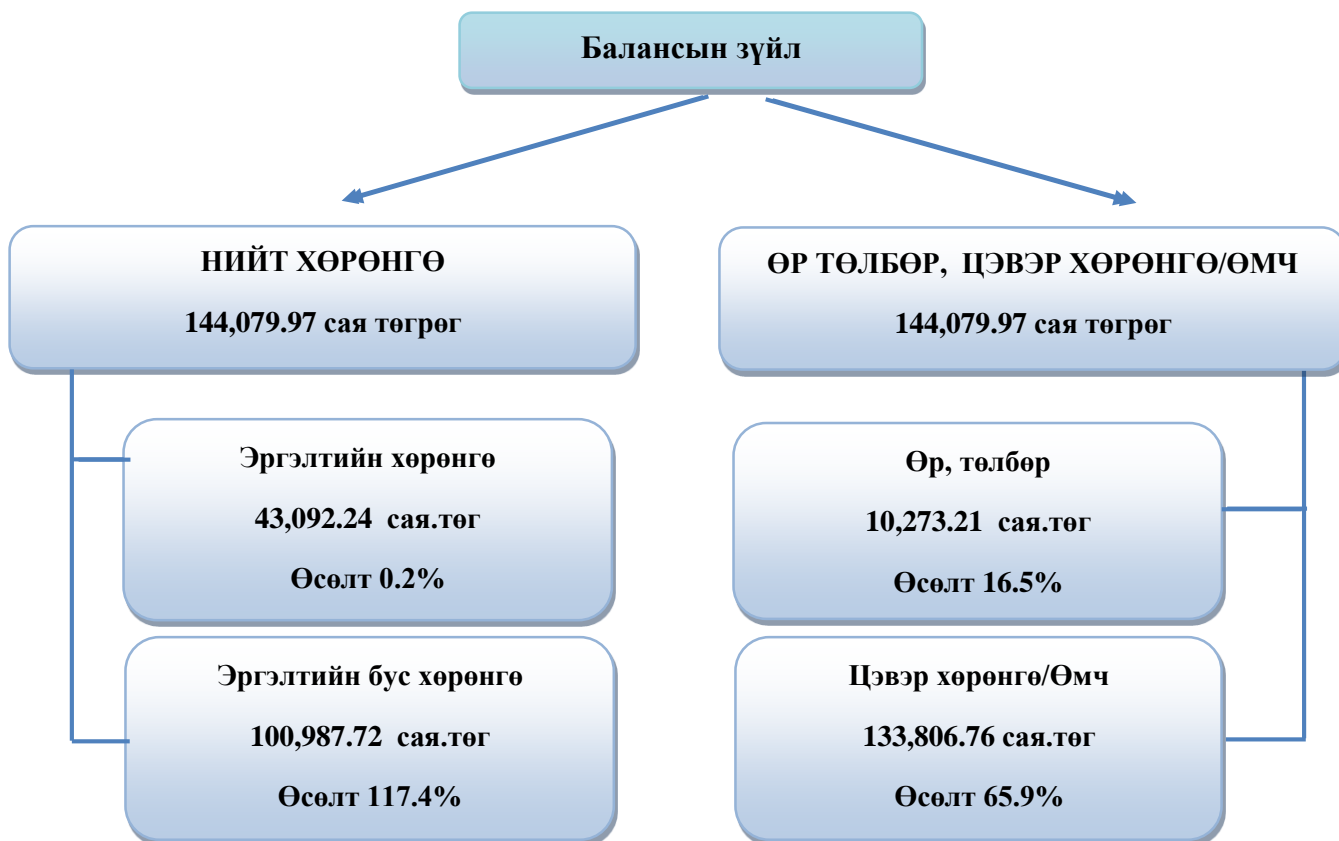 Балансын зүйл
НИЙТ ХӨРӨНГӨ
144,079.97 сая төгрөг
Эргэлтийн хөрөнгө
43,092.24 сая.төг
Өсөлт 0.2%
Эргэлтийн бус хөрөнгө
100,987.72 сая.төг
Өсөлт 117.4%
ӨР ТӨЛБӨР, ЦЭВЭР ХӨРӨНГӨ/ӨМЧ
144,079.97 сая төгрөг
Өр, төлбөр
10,273.21 сая.төг
Өсөлт 16.5%
Цэвэр хөрөнгө/Өмч
133,806.76 сая.төг
Өсөлт 65.9%